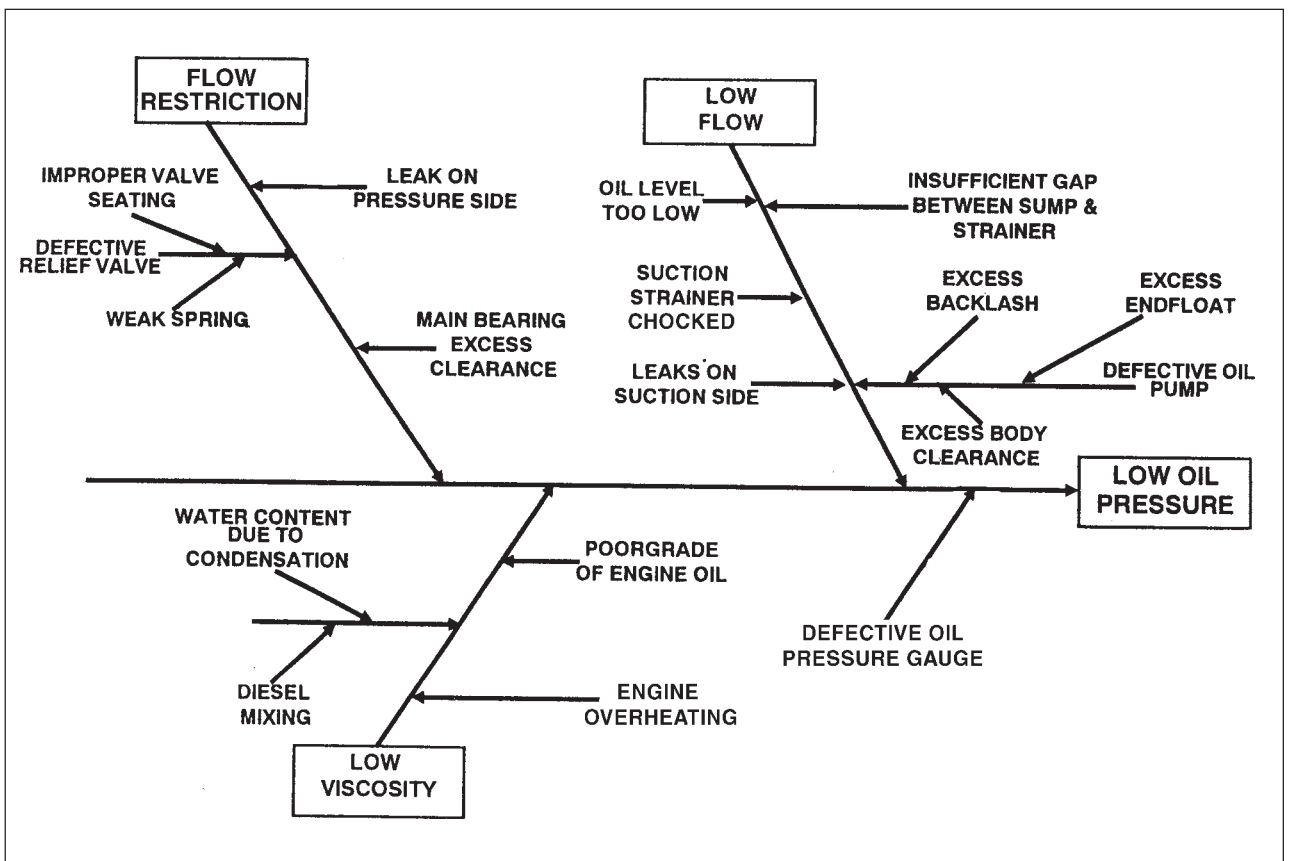 FLOW
RESTRICTION
LOW
FLOW
IMPROPER VALVE
SEATING
LEAK ON
PRESSURE SIDE
DEFECTIVE
RELIEF VALVE
WEAK SPRING
MAIN BEARING
EXCESS
CLEARANCE
OIL LEVEL
TOO LOW
INSUFFICIENT GAP
BETWEEN SUMP &
STRAINER
SUCTION
STRAINER
CHOCKED
EXCESS
BACKLASH
EXCESS
ENDFLOAT
LEAKS ON
SUCTION SIDE
DEFECTIVE OIL
PUMP
EXCESS BODY
CLEARANCE
LOW OIL
PRESSURE
WATER CONTENT
DUE TO
CONDENSATION
POORGRADE
OF ENGINE OIL
DIESEL
MIXING
ENGINE
OVERHEATING
DEFECTIVE OIL
PRESSURE GAUGE
LOW
VISCOSITY